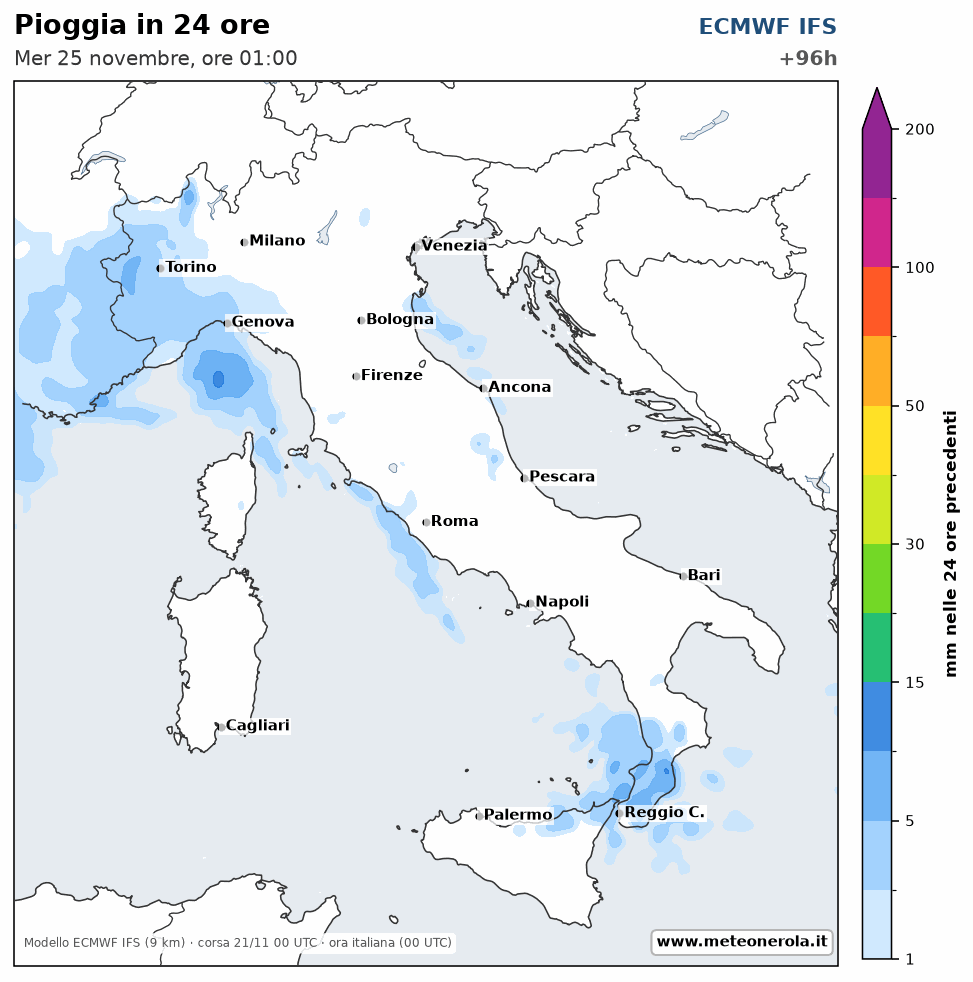 Pioggia in 24 ore
ECMWF IFS
Mer 25 novembre, ore 01:00
+96h
200
100
50
30
15
5
1
mm nelle 24 ore precedenti
Milano
Venezia
Torino
Genova
Bologna
Firenze
Ancona
Pescara
Roma
Bari
Napoli
Cagliari
Palermo
Reggio C.
Modello ECMWF IFS (9 km) · corsa 21/11 00 UTC · ora italiana (00 UTC)
www.meteonerola.it